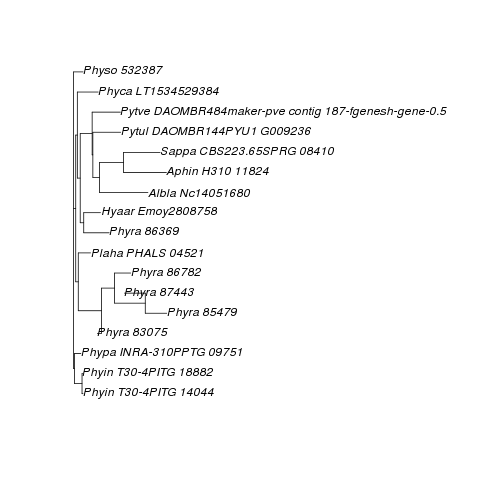 Physo 532387
Phyca LT1534529384
Pytve DAOMBR484maker-pve contig 187-fgenesh-gene-0.5
Pytul DAOMBR144PYU1 G009236
Sappa CBS223.65SPRG 08410
Aphin H310 11824
Albla Nc14051680
Hyaar Emoy2808758
Phyra 86369
Plaha PHALS 04521
Phyra 86782
Phyra 87443
Phyra 85479
Phyra 83075
Phypa INRA-310PPTG 09751
Phyin T30-4PITG 18882
Phyin T30-4PITG 14044